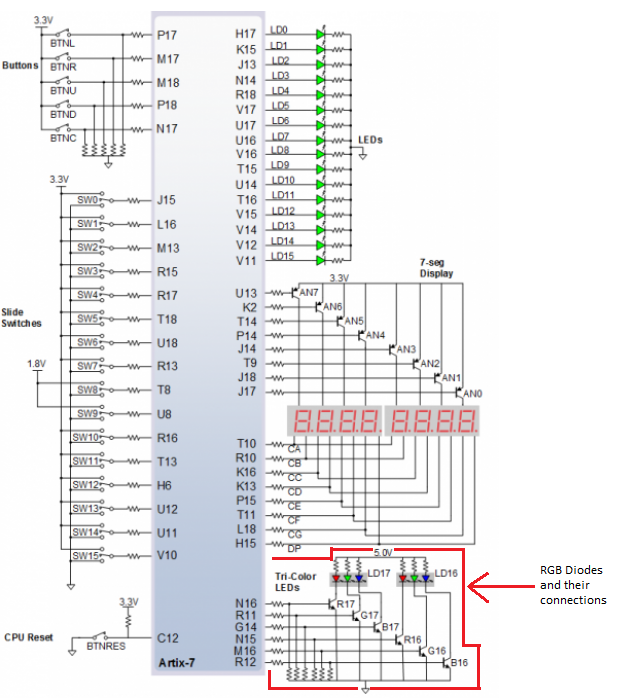 3.3V
BTNL
BTNR
Buttons
BTNU
BTND
BTNC
P17
M17
M18
P18
N17
3.3V
SW0
SW1
SW2
SW3
SW4
SW5
SW6
SW7
SW8
SW9
SW10
SW11
SW12
SW13
SW14
SW15
Slide
Switches
1.8V
J15
L16
M13
R15
R17
T18
U18
R13
T8
U8
R16
T13
H6
U12
U11
V10
3.3V
CPU Reset
BTNRES
C12
Artix-7
H17 LD0
K15 LD1
J13 LD2
N14 LD3
R18 LD4
V17 LD5
U17 LD6
U16 LD7
V16 LD8
T15 LD9
U14 LD10
T16 LD11
V15 LD12
V14 LD13
V12 LD14
V11 LD15
LEDs
7-seg
Display
3.3V
U13 AN7
K2 AN6
T14 AN5
P14 AN4
J14 AN3
T9 AN2
J18 AN1
J17 AN0
8.8.8.8. 8.8.8.8.
T10 CA
R10 CB
K16 CC
K13 CD
P15 CE
T11 CF
L18 CG
H15 DP
5.0V
Tri-Color
LEDs
LD17
LD16
N16 R17
R11 G17
G14 B17
N15 R16
M16 G16
R12 B16
RGB Diodes
and their
connections